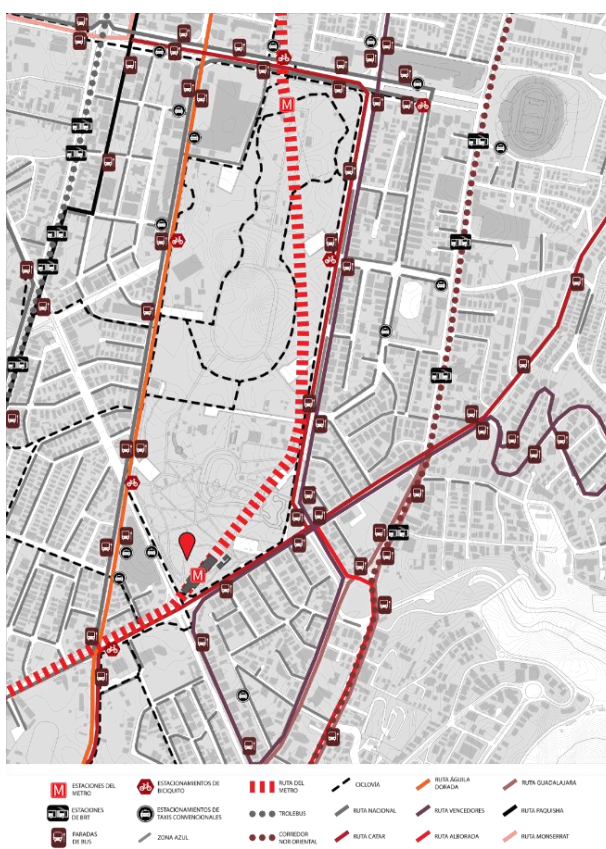 M
M
M
ESTACIONES DEL
METRO
ESTACIONAMIENTOS DE
BICIQUITO
RUTA DEL
METRO
CICLOVÍA
RUTA ÁGUILA
DORADA
RUTA GUADALAJARA
ESTACIONES
DE BRT
ESTACIONAMIENTOS DE
TAXIS CONVENCIONALES
TROLEBUS
RUTA NACIONAL
RUTA VENCEDORES
RUTA PAQUISHA
PARADAS
DE BUS
ZONA AZUL
CORREDOR
NOR ORIENTAL
RUTA CATAR
RUTA ALBORADA
RUTA MONSERRAT